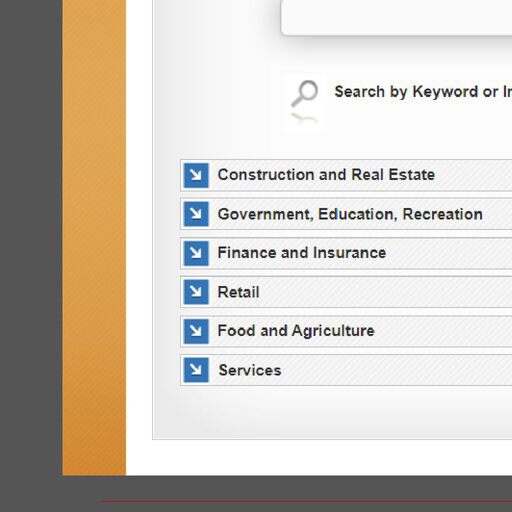 Search by Keyword or
Construction and Real Estate
Government, Education, Recreation
Finance and Insurance
Retail
Food and Agriculture
Services